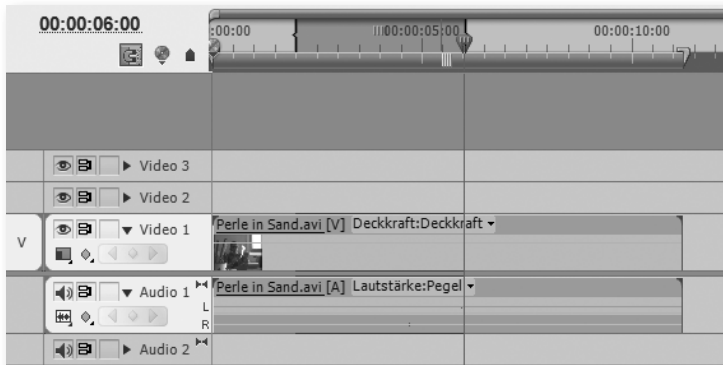 00:00:06:00
:00:00 00:00:05:00 00:00:10:00
Video 3
Video 2
V Video 1 Perle in Sand.avi [V] Deckkraft:Deckkraft
Audio 1 Perle in Sand.avi [A] Lautstärke:Pegel
L
R
Audio 2